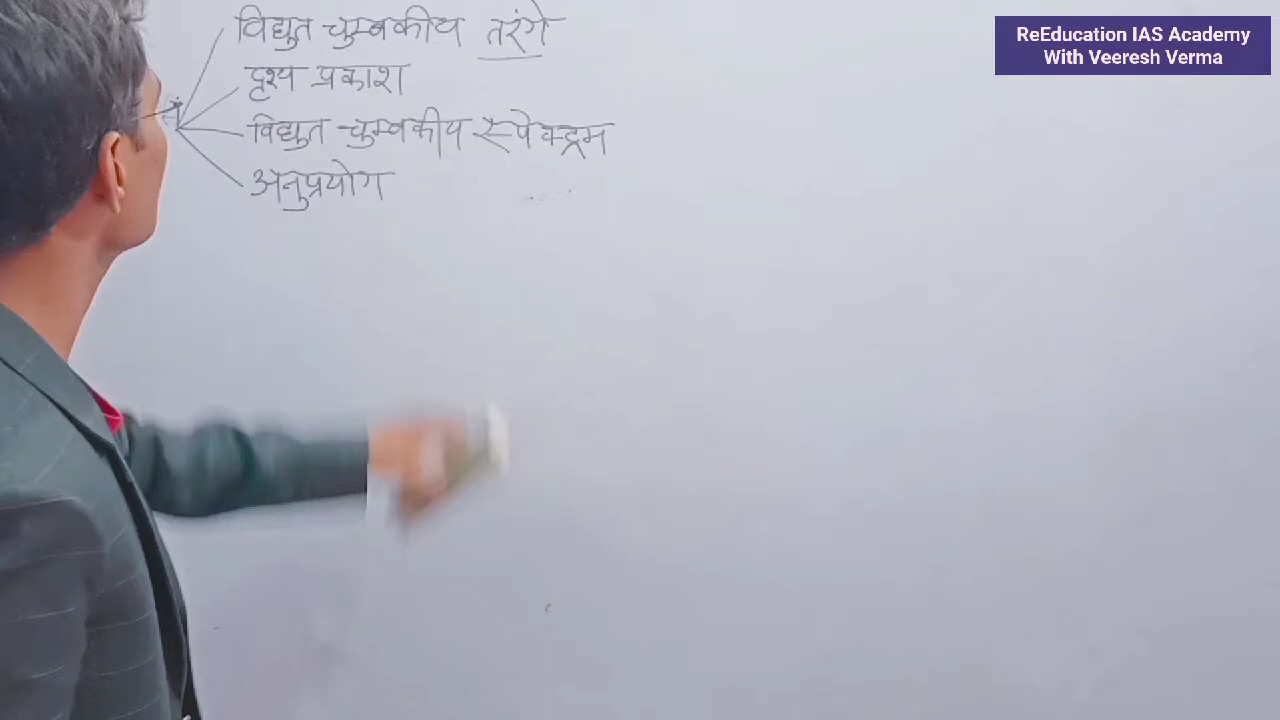 विद्युत चुम्बकीय तरंगे
दृश्य प्रकाश
विद्युत चुम्बकीय स्पेक्ट्रम
अनुप्रयोग
ReEducation IAS Academy
With Veeresh Verma